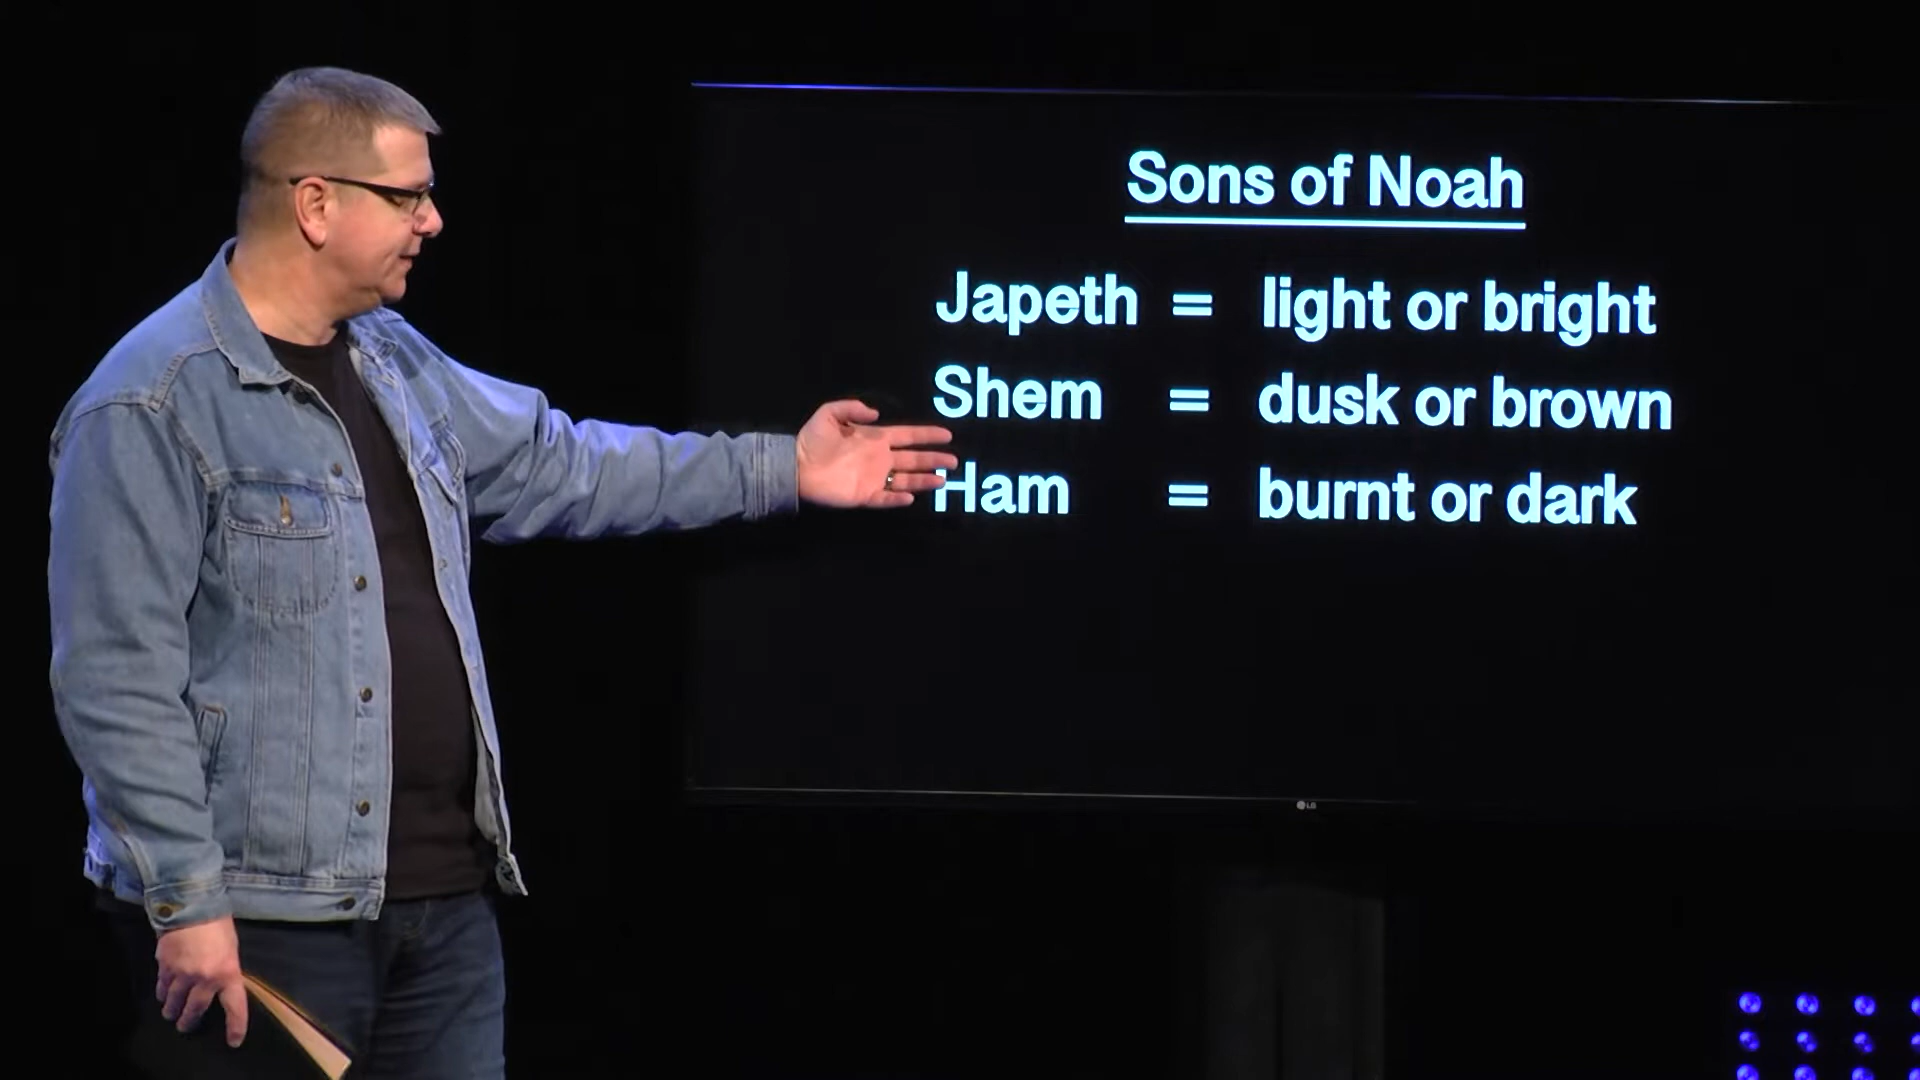 Sons of Noah
Japeth = light or bright
Shem = dusk or brown
Ham = burnt or dark
LG